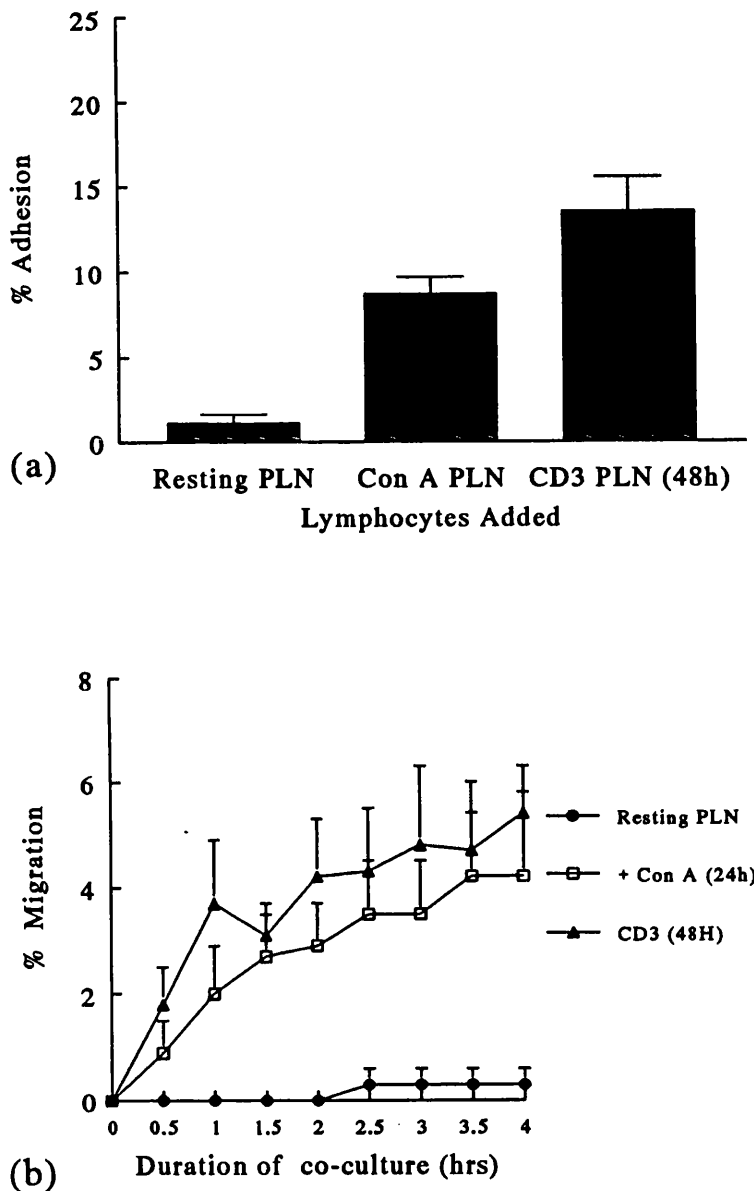 25
20
15
10
5
0
% Adhesion
(a)
Resting PLN Con A PLN CD3 PLN (48h)
Lymphocytes Added
8
6
4
2
0
% Migration
Resting PLN
+ Con A (24h)
CD3 (48H)
0 0.5 1 1.5 2 2.5 3 3.5 4
(b) Duration of co-culture (hrs)